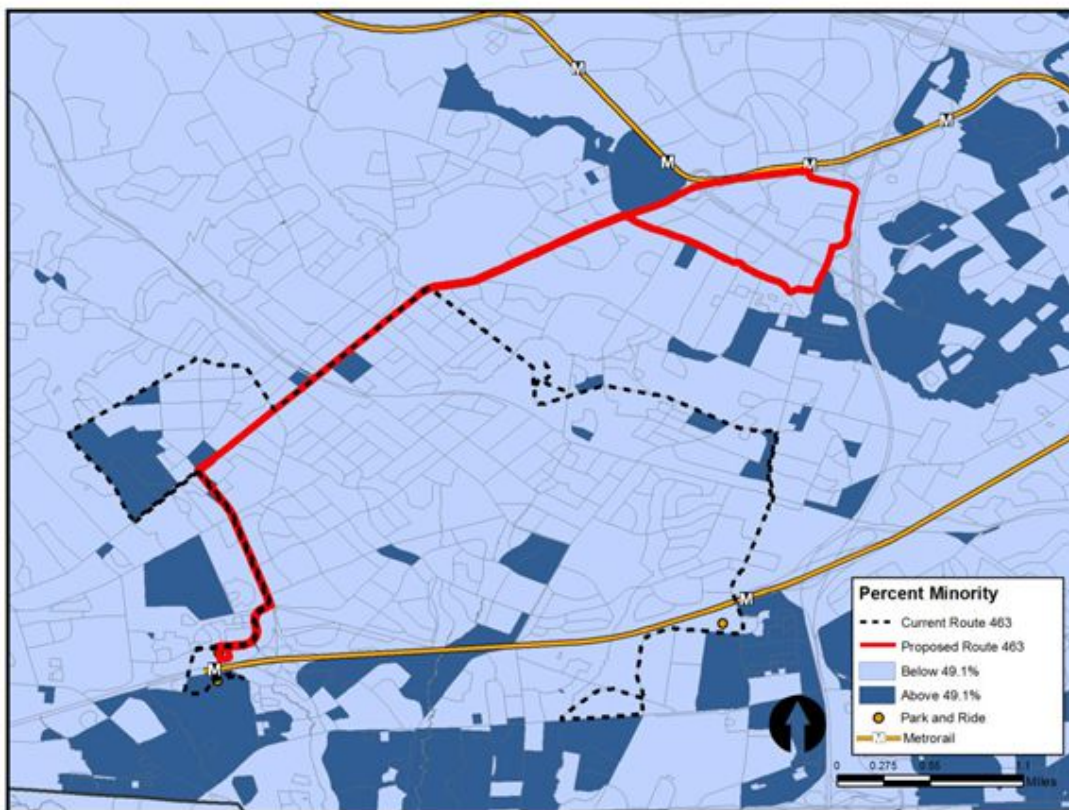 M
M
M
M
M
M
Percent Minority
Current Route 463
Proposed Route 463
Below 49.1%
Above 49.1%
Park and Ride
M Metrorail
0 0.275 0.55 1.1
Miles